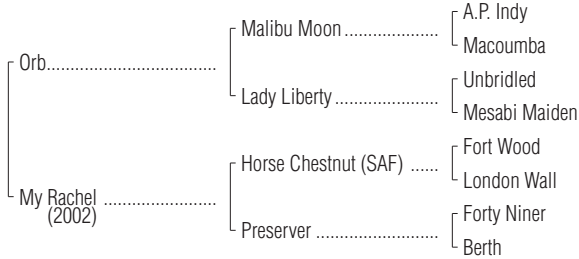 A.P. Indy
Malibu Moon
Macoumba
Orb
Unbridled
Lady Liberty
Mesabi Maiden
Fort Wood
Horse Chestnut (SAF)
London Wall
My Rachel
(2002)
Forty Niner
Preserver
Berth